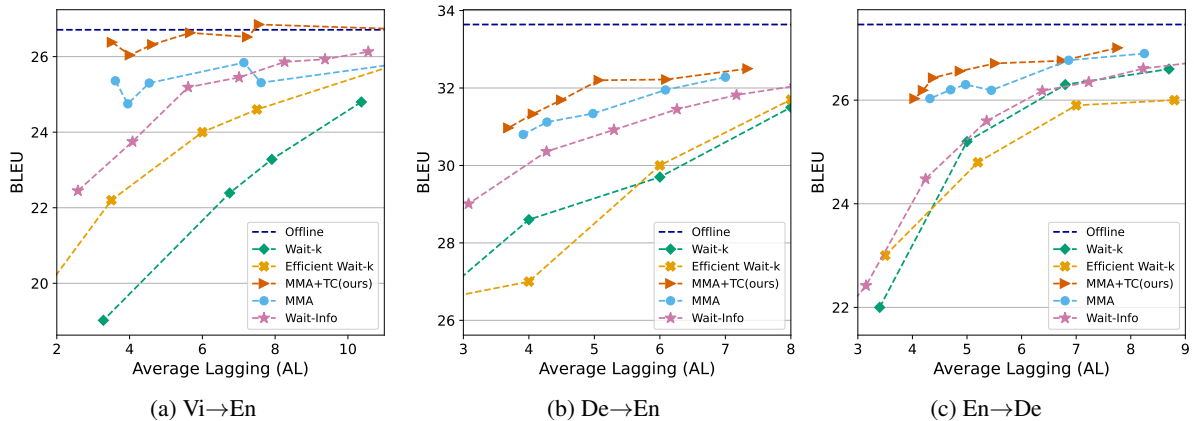 26
24
22
20
BLEU
2
4
6
8
10
Average Lagging (AL)
Offline
Wait-k
Efficient Wait-k
MMA+TC(ours)
MMA
Wait-Info
(a) Vi→En
34
32
30
28
26
BLEU
3
4
5
6
7
8
Average Lagging (AL)
Offline
Wait-k
Efficient Wait-k
MMA+TC(ours)
MMA
Wait-Info
(b) De→En
26
24
22
BLEU
3
4
5
6
7
8
9
Average Lagging (AL)
Offline
Wait-k
Efficient Wait-k
MMA+TC(ours)
MMA
Wait-Info
(c) En→De